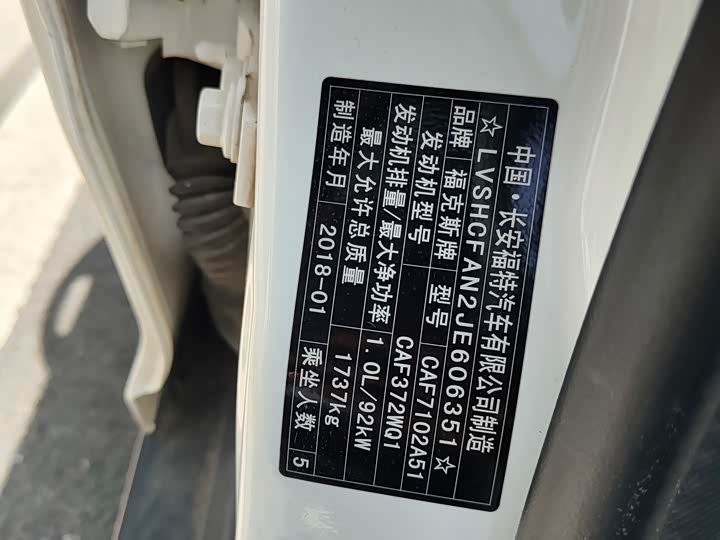 中国·长安福特汽车有限公司制造
☆LVSHCFAN2JE606351☆
品牌 福克斯牌 型号 CAF7102A51
发动机型号 CAF372WQ1
发动机排量/最大净功率 1.0L/92kW
最大允许总质量 1737kg
制造年月 2018-01 乘坐人数 5